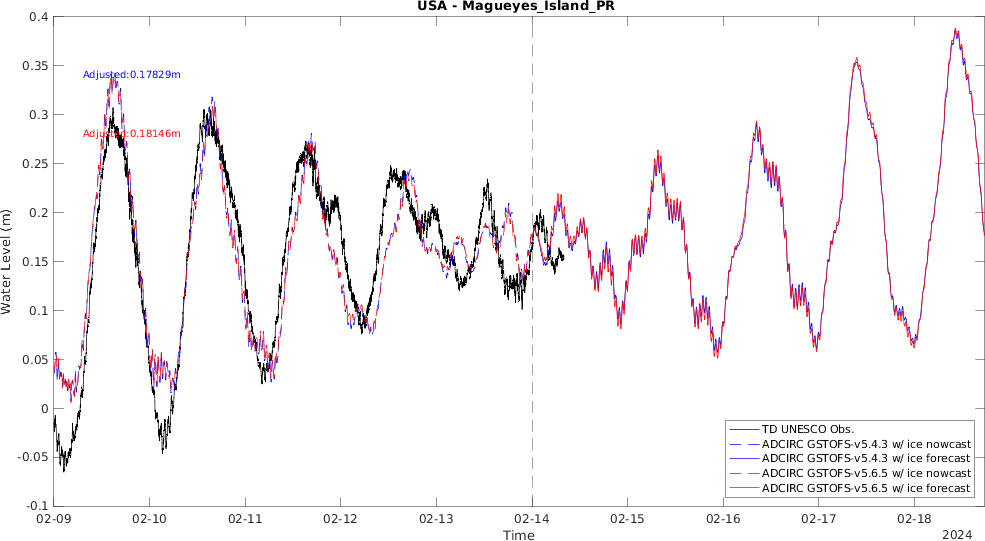 USA - Magueyes_Island_PR
0.4
0.35
0.3
0.25
0.2
0.15
0.1
0.05
0
-0.05
-0.1
Water Level (m)
Adjusted:0.17829m
Adjusted:0.18146m
TD UNESCO Obs.
ADCIRC GSTOFS-v5.4.3 w/ ice nowcast
ADCIRC GSTOFS-v5.4.3 w/ ice forecast
ADCIRC GSTOFS-v5.6.5 w/ ice nowcast
ADCIRC GSTOFS-v5.6.5 w/ ice forecast
02-09 02-10 02-11 02-12 02-13 02-14 02-15 02-16 02-17 02-18
Time
2024